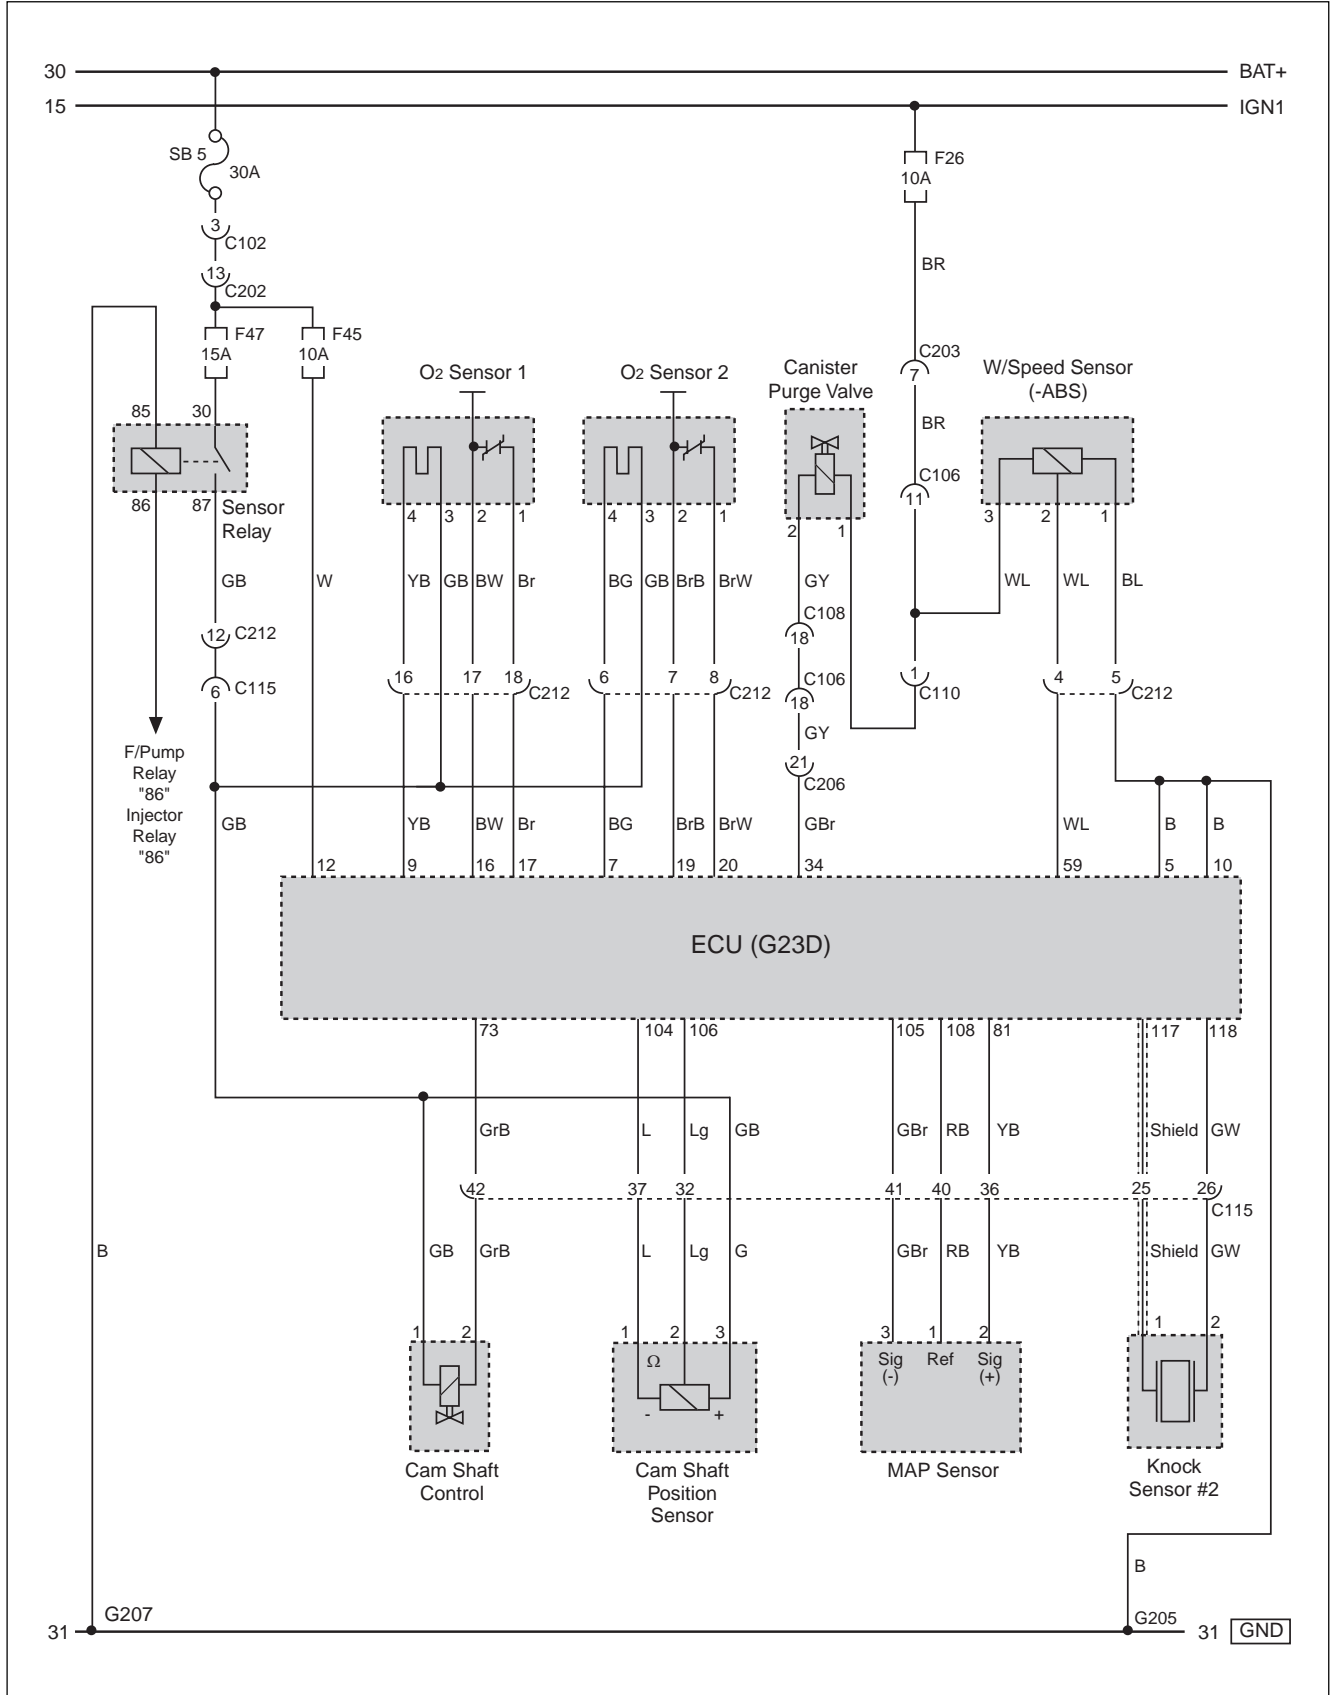 30 BAT+
15 IGN1
SB 5
30A
F26
10A
3
C102
BR
13
C202
F47 F45
15A 10A
C203
7
O2 Sensor 1 O2 Sensor 2 Canister W/Speed Sensor
Purge Valve (-ABS)
85 30
BR
C106
11
86 87 Sensor
Relay
4 3 2 1 4 3 2 1 2 1 3 2 1
GB W YB GB BW Br BG GB BrB BrW GY WL WL BL
C108
18
12 C212
16 17 18 C212 6 7 8 C212 C106 1 4 5 C212
18 C110
6 C115
GY
F/Pump
Relay
"86"
Injector
Relay
"86"
21
C206
GB YB BW Br BG BrB BrW GBr WL B B
12 9 16 17 7 19 20 34 59 5 10
ECU (G23D)
73 104 106 105 108 81 117 118
GrB L Lg GB GBr RB YB Shield GW
42 37 32 41 40 36 25 26
C115
B GB GrB L Lg G GBr RB YB Shield GW
1 2 1 2 3 3 1 2 1 2
Ω Sig Ref Sig
(-) (+)
- +
Cam Shaft Cam Shaft MAP Sensor Knock
Control Position Sensor #2
Sensor
B
G207 G205
31 31 GND